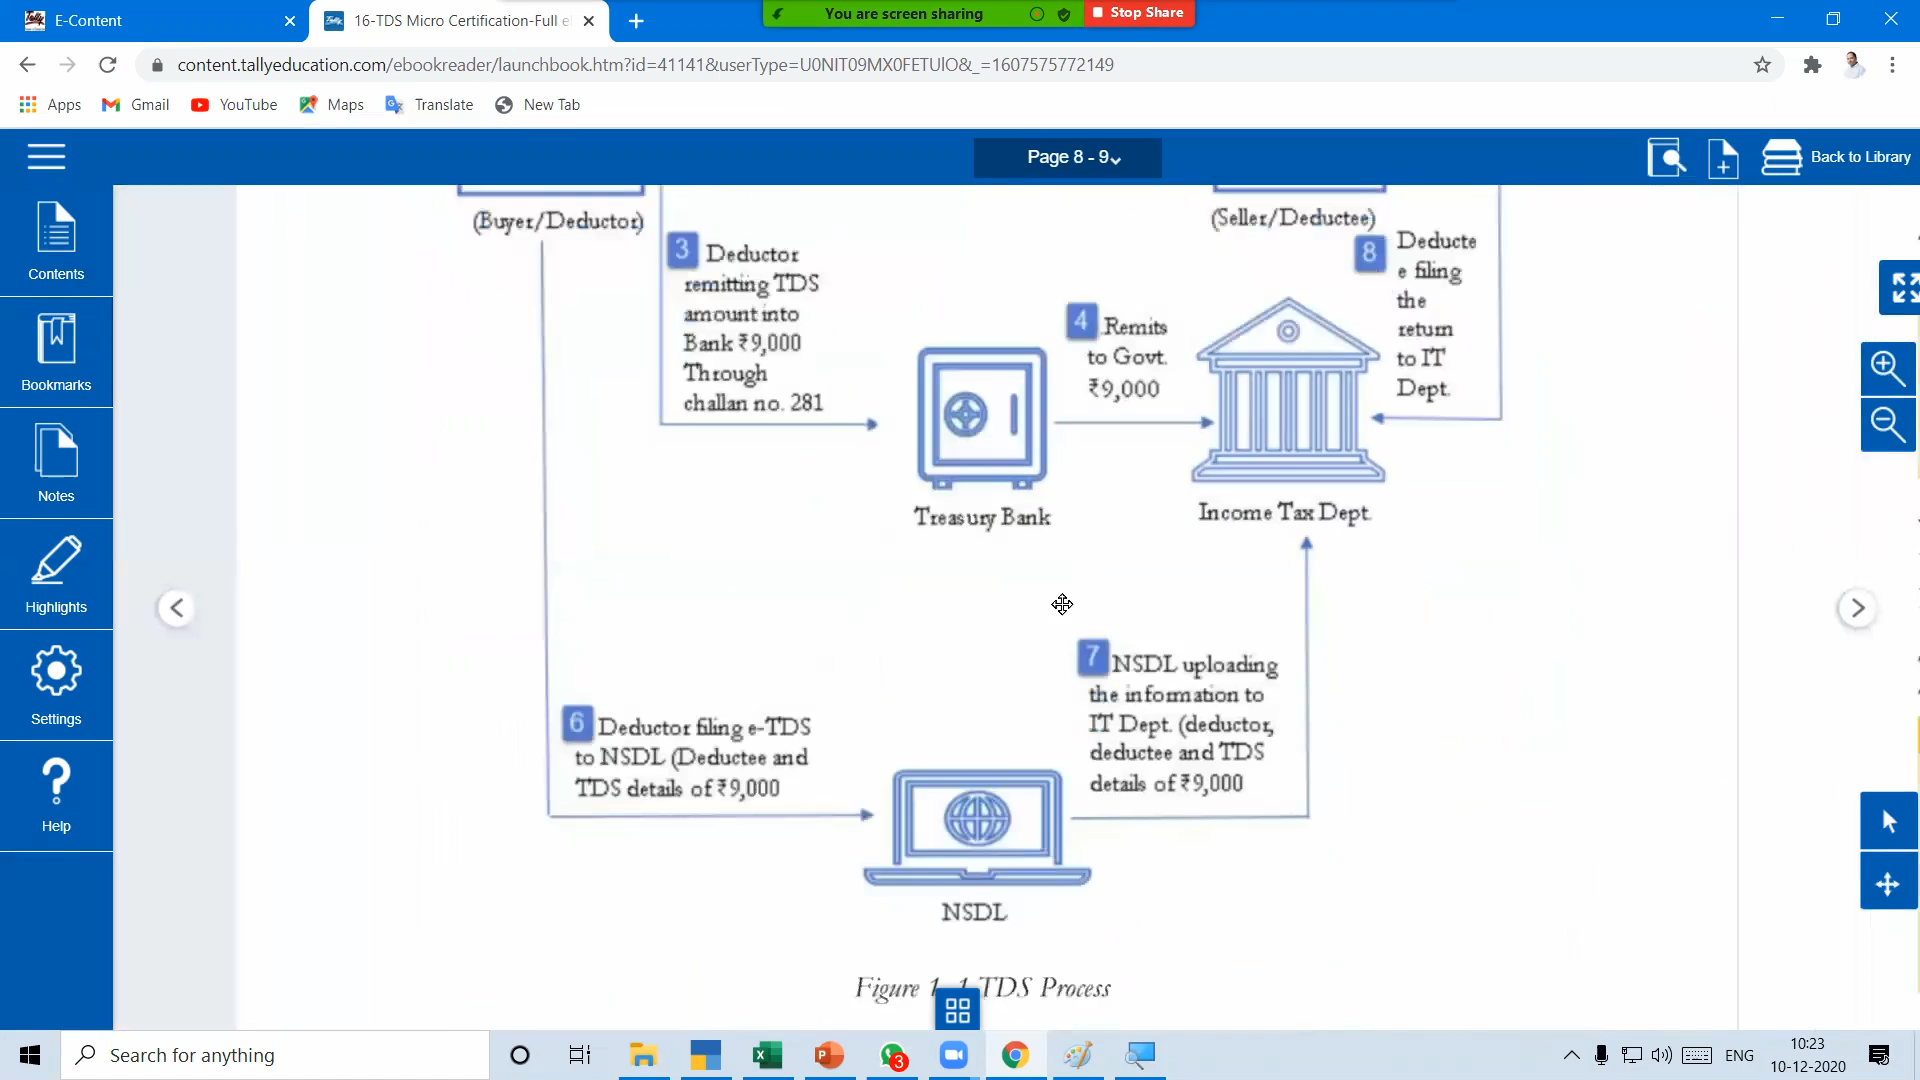 E-Content
16-TDS Micro Certification-Full e
You are screen sharing
Stop Share
content.tallyeducation.com/ebookreader/launchbook.htm?id=41141&userType=U0NIT09MX0FETUlO&_=1607575772149
Apps
Gmail
YouTube
Maps
Translate
New Tab
Page 8 - 9
Back to Library
Contents
Bookmarks
Notes
Highlights
Settings
Help
(Buyer/Deductor)
(Seller/Deductee)
3 Deductor
remitting TDS
amount into
Bank ₹9,000
Through
challan no. 281
4 .Remits
to Govt.
₹9,000
8 Deducte
e filing
the
return
to IT
Dept.
Treasury Bank
Income Tax Dept.
6 Deductor filing e-TDS
to NSDL (Deductee and
TDS details of ₹9,000
7 NSDL uploading
the information to
IT Dept. (deductor,
deductee and TDS
details of ₹9,000
NSDL
Figure 1. 1 TDS Process
Search for anything
3
ENG
10:23
10-12-2020